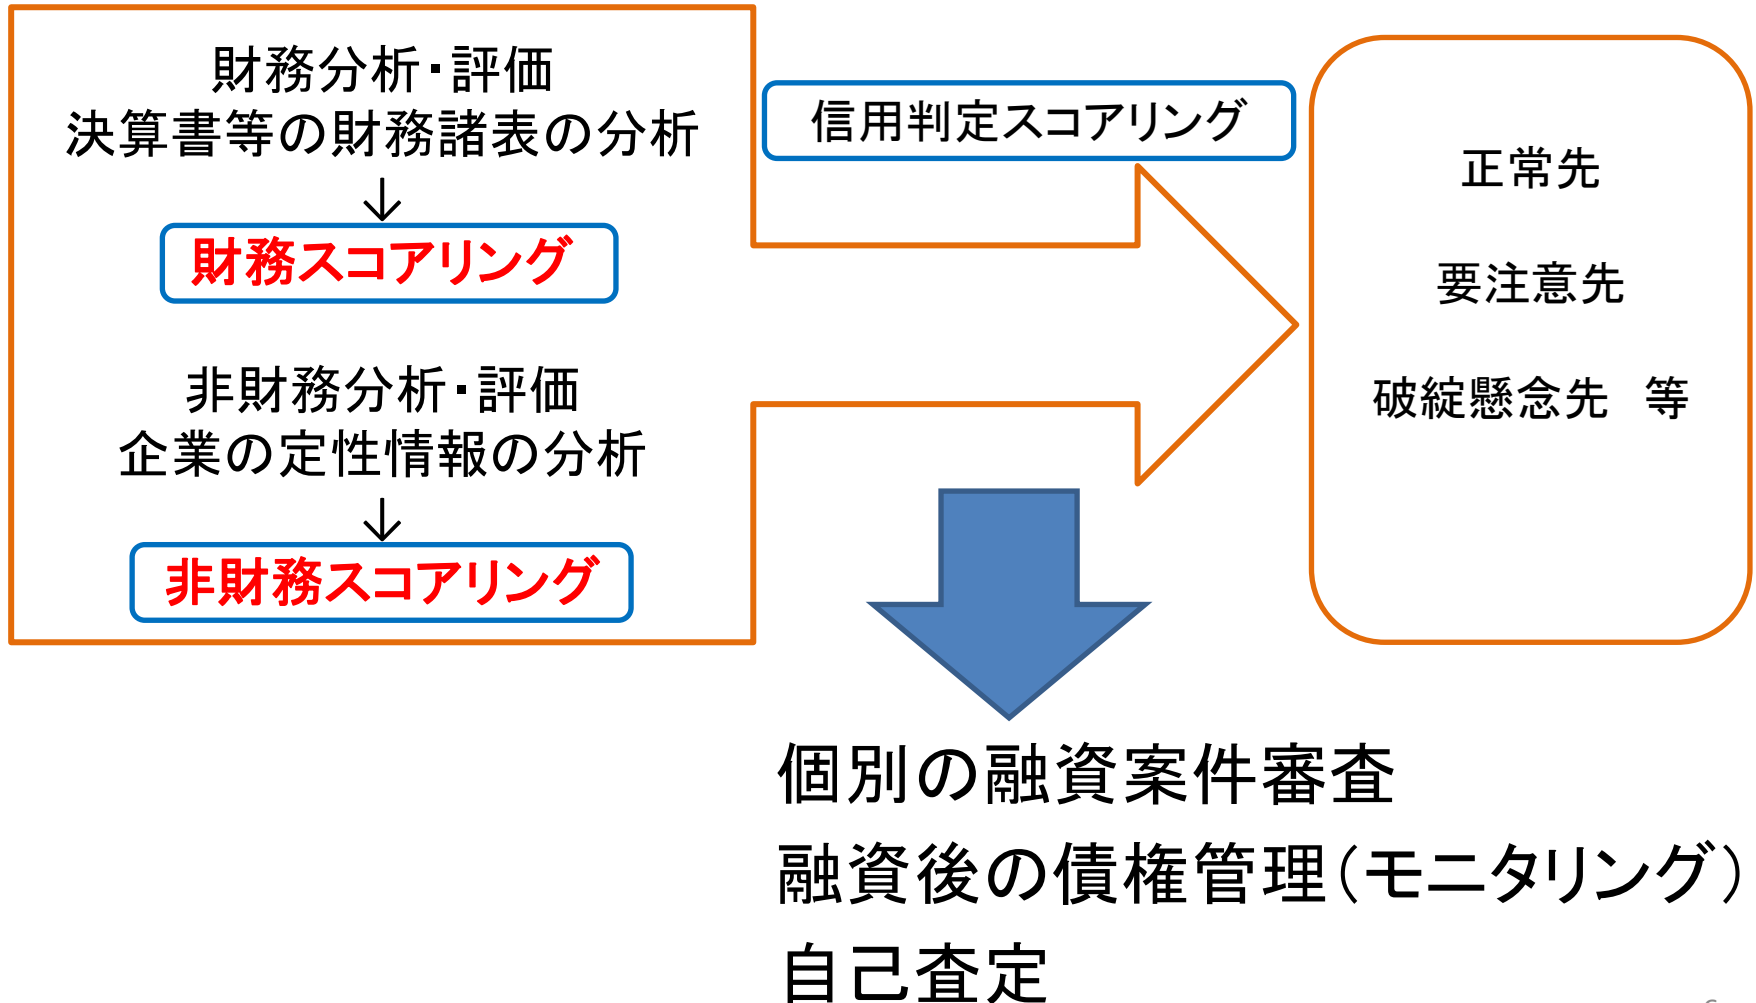 財務分析・評価
決算書等の財務諸表の分析
↓
財務スコアリング
非財務分析・評価
企業の定性情報の分析
↓
非財務スコアリング
信用判定スコアリング
正常先
要注意先
破綻懸念先　等
個別の融資案件審査
融資後の債権管理(モニタリング)
自己査定